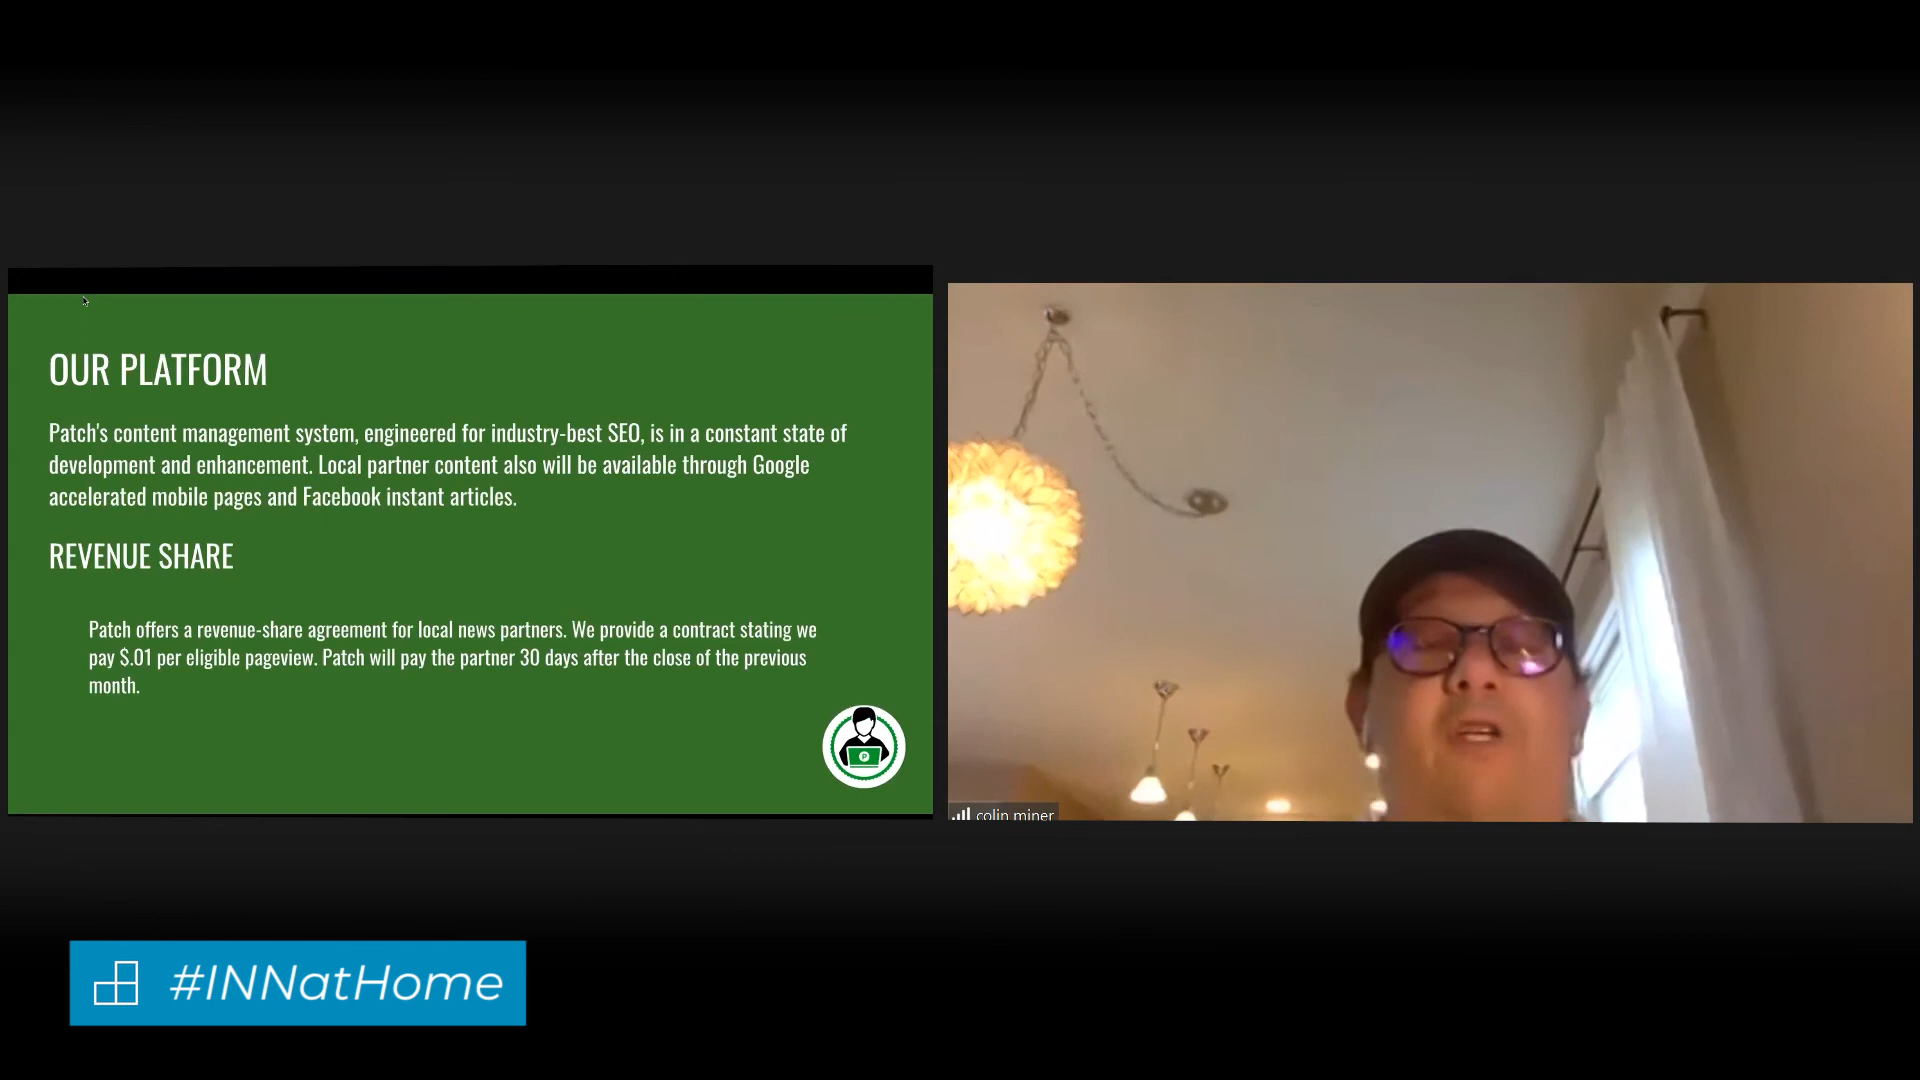 OUR PLATFORM
Patch's content management system, engineered for industry-best SEO, is in a constant state of
development and enhancement. Local partner content also will be available through Google
accelerated mobile pages and Facebook instant articles.
REVENUE SHARE
Patch offers a revenue-share agreement for local news partners. We provide a contract stating we
pay $.01 per eligible pageview. Patch will pay the partner 30 days after the close of the previous
month.
P
colin miner
#INNatHome